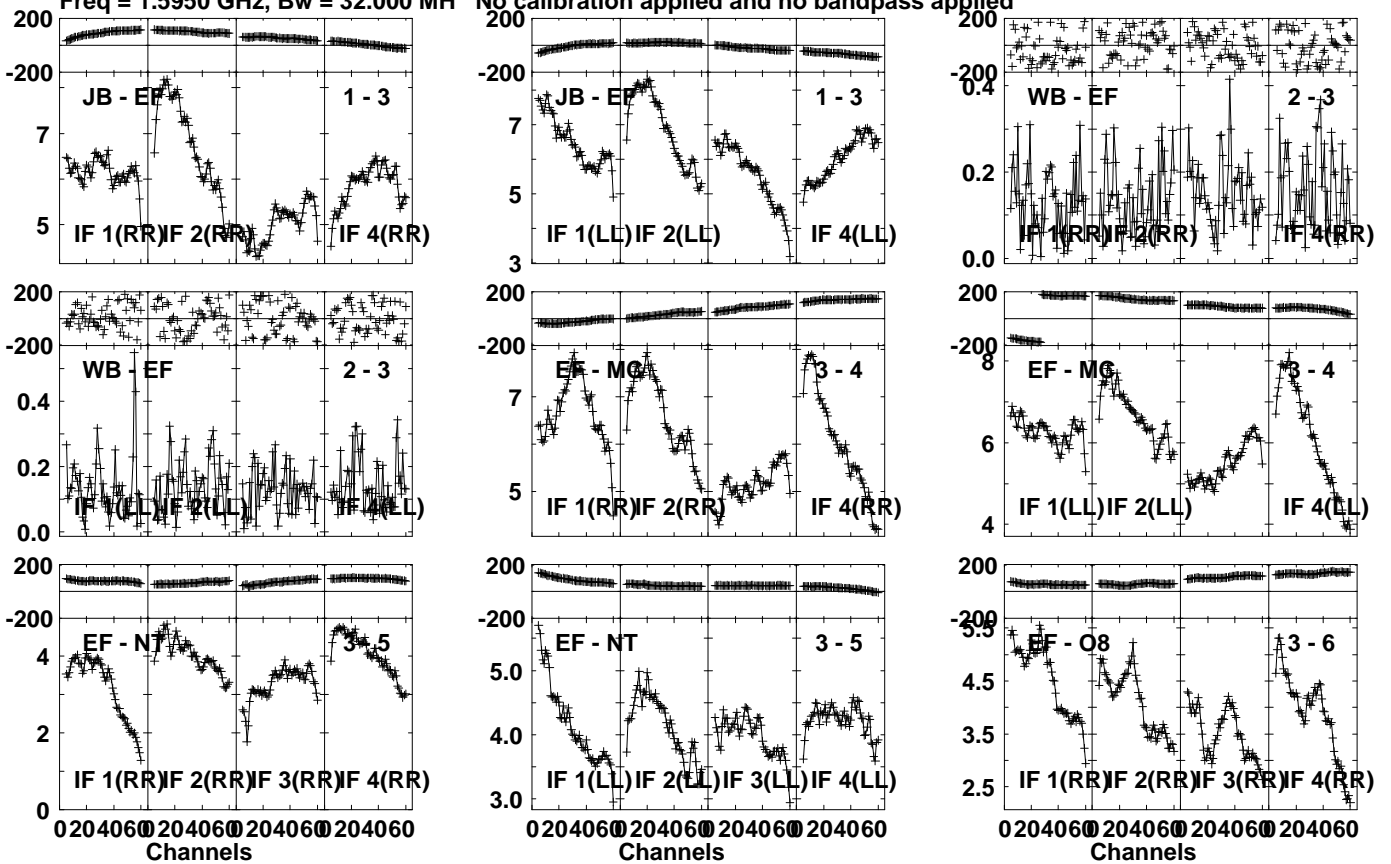 Freq = 1.5950 GHz, Bw = 32.000 MH No calibration applied and no bandpass applied
200
-200
JB - EF 1 - 3
7
5
IF 1(RR) IF 2(RR) IF 4(RR)
200
-200
JB - EF 1 - 3
7
5
3
IF 1(LL) IF 2(LL) IF 4(LL)
200
-200
0.4
WB - EF 2 - 3
0.2
0.0
IF 1(RR) IF 2(RR) IF 4(RR)
200
-200
WB - EF 2 - 3
0.4
0.2
0.0
IF 1(LL) IF 2(LL) IF 4(LL)
200
-200
EF - MC 3 - 4
7
5
IF 1(RR) IF 2(RR) IF 4(RR)
200
-200
8
EF - MC 3 - 4
6
4
IF 1(LL) IF 2(LL) IF 4(LL)
200
-200
EF - NT 3 - 5
4
2
0
IF 1(RR) IF 2(RR) IF 3(RR) IF 4(RR)
0 20 40 60 0 20 40 60 0 20 40 60 0 20 40 60
Channels
200
-200
EF - NT 3 - 5
5.0
4.0
3.0
IF 1(LL) IF 2(LL) IF 3(LL) IF 4(LL)
0 20 40 60 0 20 40 60 0 20 40 60 0 20 40 60
Channels
200
-200
5.5
EF - O8 3 - 6
4.5
3.5
2.5
IF 1(RR) IF 2(RR) IF 3(RR) IF 4(RR)
0 20 40 60 0 20 40 60 0 20 40 60 0 20 40 60
Channels